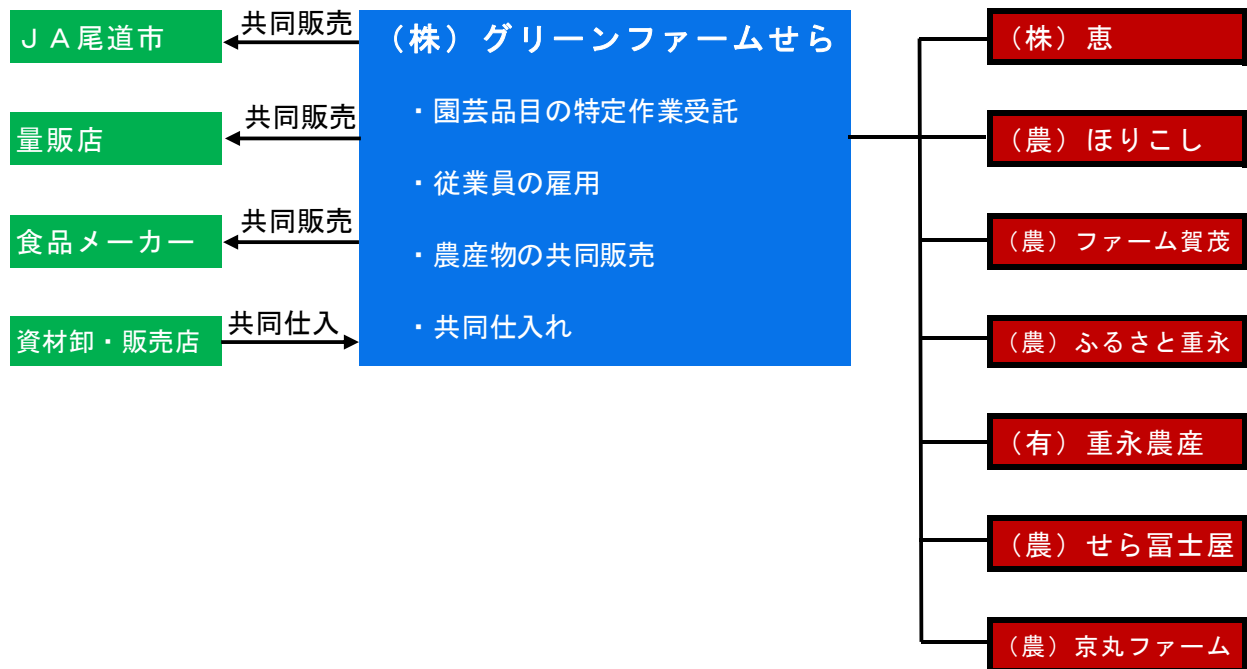 ＪＡ尾道市
共同販売
量販店
共同販売
食品メーカー
共同販売
資材卸・販売店
共同仕入
（株）グリーンファームせら
・園芸品目の特定作業受託
・従業員の雇用
・農産物の共同販売
・共同仕入れ
（株）恵
（農）ほりこし
（農）ファーム賀茂
（農）ふるさと重永
（有）重永農産
（農）せら冨士屋
（農）京丸ファーム